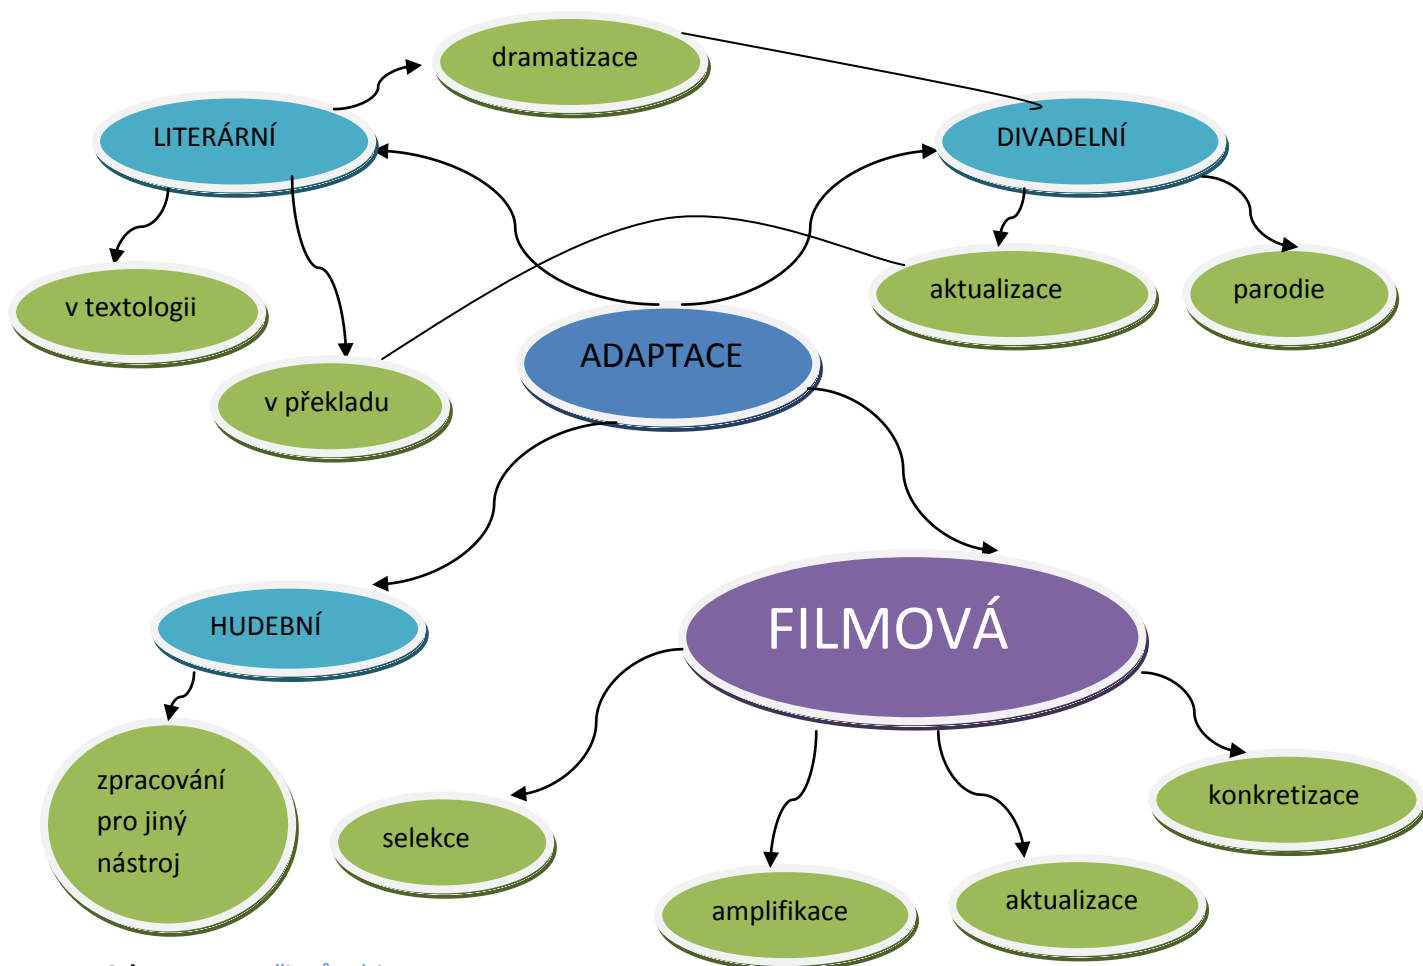 dramatizace
LITERÁRNÍ
DIVADELNÍ
v textologii
aktualizace
parodie
ADAPTACE
v překladu
HUDEBNÍ
FILMOVÁ
zpracování
pro jiný
nástroj
selekce
konkretizace
amplifikace
aktualizace